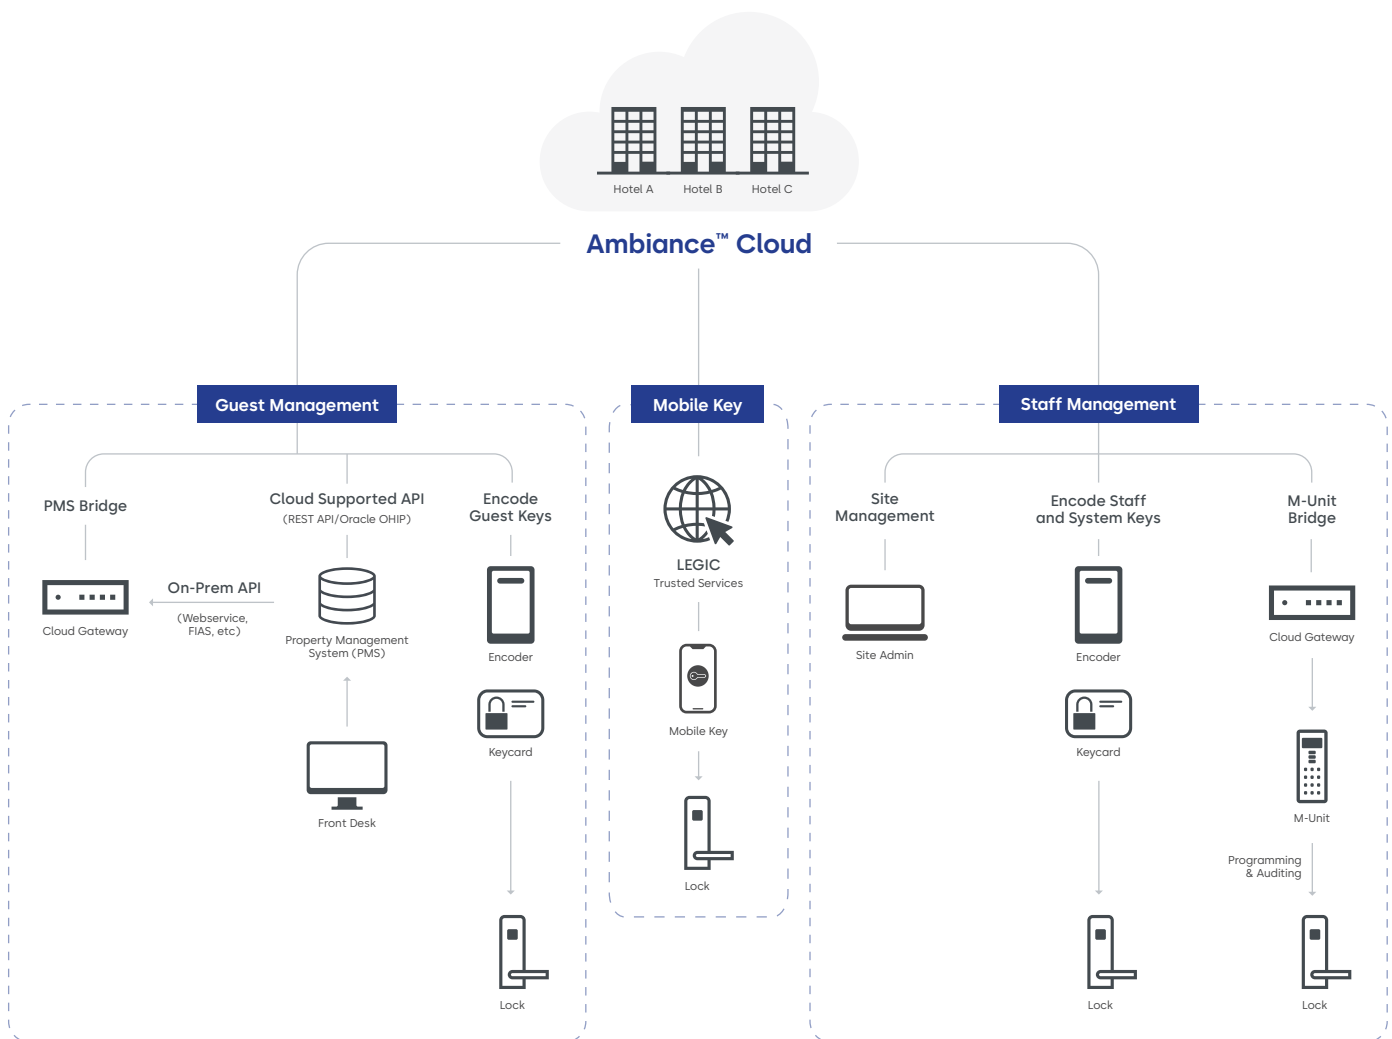 Hotel A
Hotel B
Hotel C
Ambiance™ Cloud
Guest Management
PMS Bridge
Cloud Gateway
On-Prem API
(Webservice,
FIAS, etc)
Cloud Supported API
(REST API/Oracle OHIP)
Property Management
System (PMS)
Front Desk
Encode
Guest Keys
Encoder
Keycard
Lock
Mobile Key
LEGIC
Trusted Services
Mobile Key
Lock
Staff Management
Site
Management
Site Admin
Encode Staff
and System Keys
Encoder
Keycard
Lock
M-Unit
Bridge
Cloud Gateway
M-Unit
Programming
& Auditing
Lock